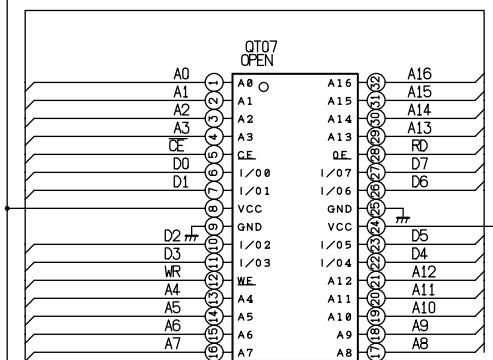 QT07
OPEN
A0 1 A0 A16 32 A16
A1 2 A1 A15 31 A15
A2 3 A2 A14 30 A14
A3 4 A3 A13 29 A13
CE 5 CE OE 28 RD
D0 6 I/O0 I/O7 27 D7
D1 7 I/O1 I/O6 26 D6
8 VCC GND 25
9 GND VCC 24
D2 10 I/O2 I/O5 23 D5
D3 11 I/O3 I/O4 22 D4
WR 12 WE A12 21 A12
A4 13 A4 A11 20 A11
A5 14 A5 A10 19 A10
A6 15 A6 A9 18 A9
A7 16 A7 A8 17 A8